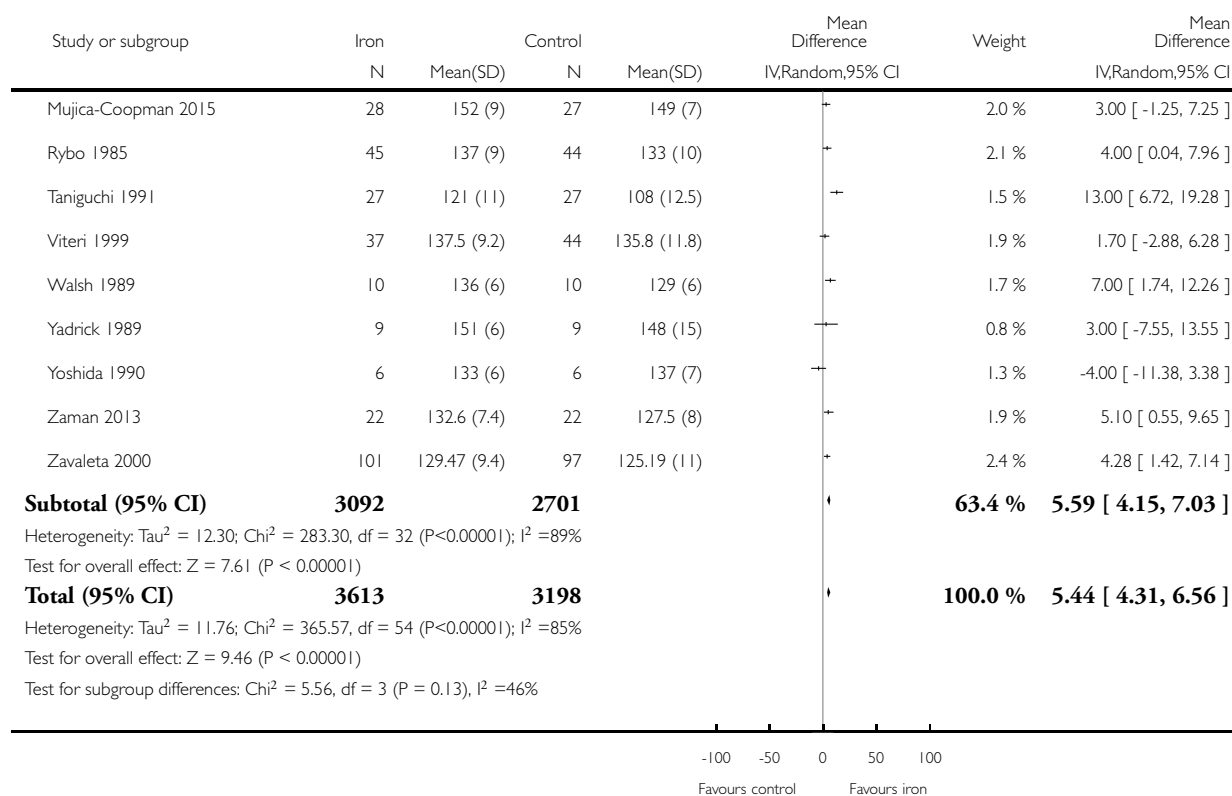 Mean Mean
Study or subgroup Iron Control Difference Weight Difference
N Mean(SD) N Mean(SD) IV,Random,95% CI IV,Random,95% CI
Mujica-Coopman 2015 28 152 (9) 27 149 (7) 2.0 % 3.00 [ -1.25, 7.25 ]
Rybo 1985 45 137 (9) 44 133 (10) 2.1 % 4.00 [ 0.04, 7.96 ]
Taniguchi 1991 27 121 (11) 27 108 (12.5) 1.5 % 13.00 [ 6.72, 19.28 ]
Viteri 1999 37 137.5 (9.2) 44 135.8 (11.8) 1.9 % 1.70 [ -2.88, 6.28 ]
Walsh 1989 10 136 (6) 10 129 (6) 1.7 % 7.00 [ 1.74, 12.26 ]
Yadrick 1989 9 151 (6) 9 148 (15) 0.8 % 3.00 [ -7.55, 13.55 ]
Yoshida 1990 6 133 (6) 6 137 (7) 1.3 % -4.00 [ -11.38, 3.38 ]
Zaman 2013 22 132.6 (7.4) 22 127.5 (8) 1.9 % 5.10 [ 0.55, 9.65 ]
Zavaleta 2000 101 129.47 (9.4) 97 125.19 (11) 2.4 % 4.28 [ 1.42, 7.14 ]
Subtotal (95% CI) 3092 2701 63.4 % 5.59 [ 4.15, 7.03 ]
Heterogeneity: Tau² = 12.30; Chi² = 283.30, df = 32 (P<0.00001); I² =89%
Test for overall effect: Z = 7.61 (P < 0.00001)
Total (95% CI) 3613 3198 100.0 % 5.44 [ 4.31, 6.56 ]
Heterogeneity: Tau² = 11.76; Chi² = 365.57, df = 54 (P<0.00001); I² =85%
Test for overall effect: Z = 9.46 (P < 0.00001)
Test for subgroup differences: Chi² = 5.56, df = 3 (P = 0.13), I² =46%
-100 -50 0 50 100
Favours control Favours iron